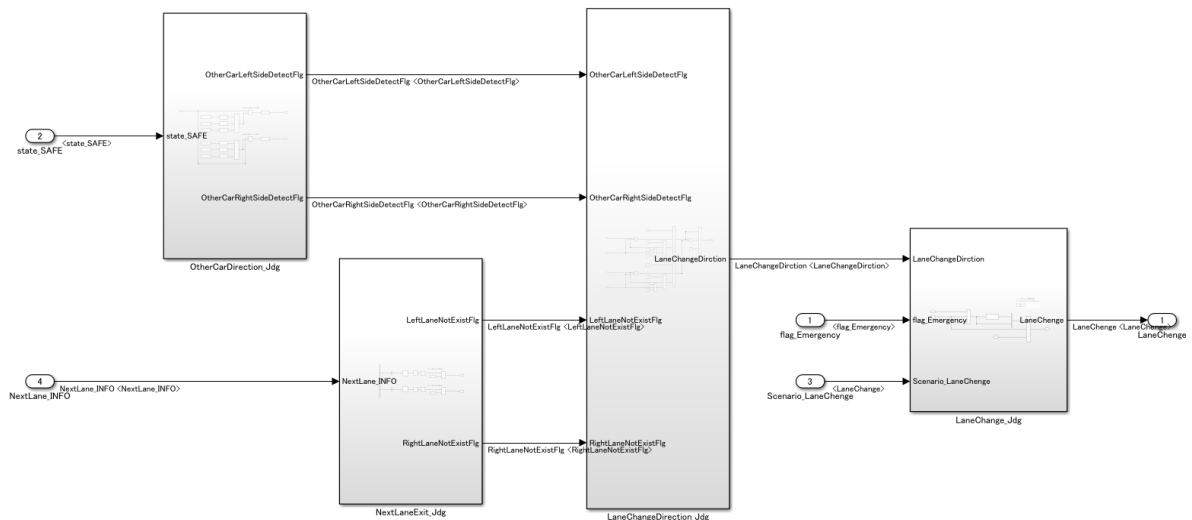 OtherCarLeftSideDetectFlg
OtherCarLeftSideDetectFlg <OtherCarLeftSideDetectFlg>
OtherCarLeftSideDetectFlg
2
state_SAFE
<state_SAFE>
state_SAFE
OtherCarRightSideDetectFlg
OtherCarRightSideDetectFlg <OtherCarRightSideDetectFlg>
OtherCarRightSideDetectFlg
OtherCarDirection_Jdg
LaneChangeDirction
LaneChangeDirction <LaneChangeDirction>
LaneChangeDirction
LeftLaneNotExistFlg
LeftLaneNotExistFlg <LeftLaneNotExistFlg>
LeftLaneNotExistFlg
1
flag_Emergency
<flag_Emergency>
flag_Emergency
LaneChenge
LaneChenge <LaneChenge>
1
LaneChenge
4
NextLane_INFO
NextLane_INFO <NextLane_INFO>
NextLane_INFO
3
Scenario_LaneChenge
<LaneChange>
Scenario_LaneChenge
LaneChange_Jdg
RightLaneNotExistFlg
RightLaneNotExistFlg <RightLaneNotExistFlg>
RightLaneNotExistFlg
NextLaneExit_Jdg
LaneChangeDirection_Jdg